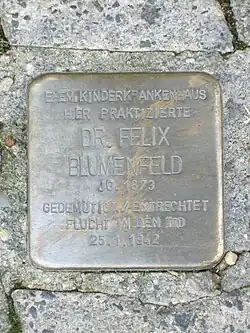 EHEM. KINDERKRANKENHAUS
HIER PRAKTIZIERTE
DR. FELIX
BLUMENFELD
JG. 1873
GEDEMÜTIGT / ENTRECHTET
FLUCHT IN DEN TOD
25.1.1942